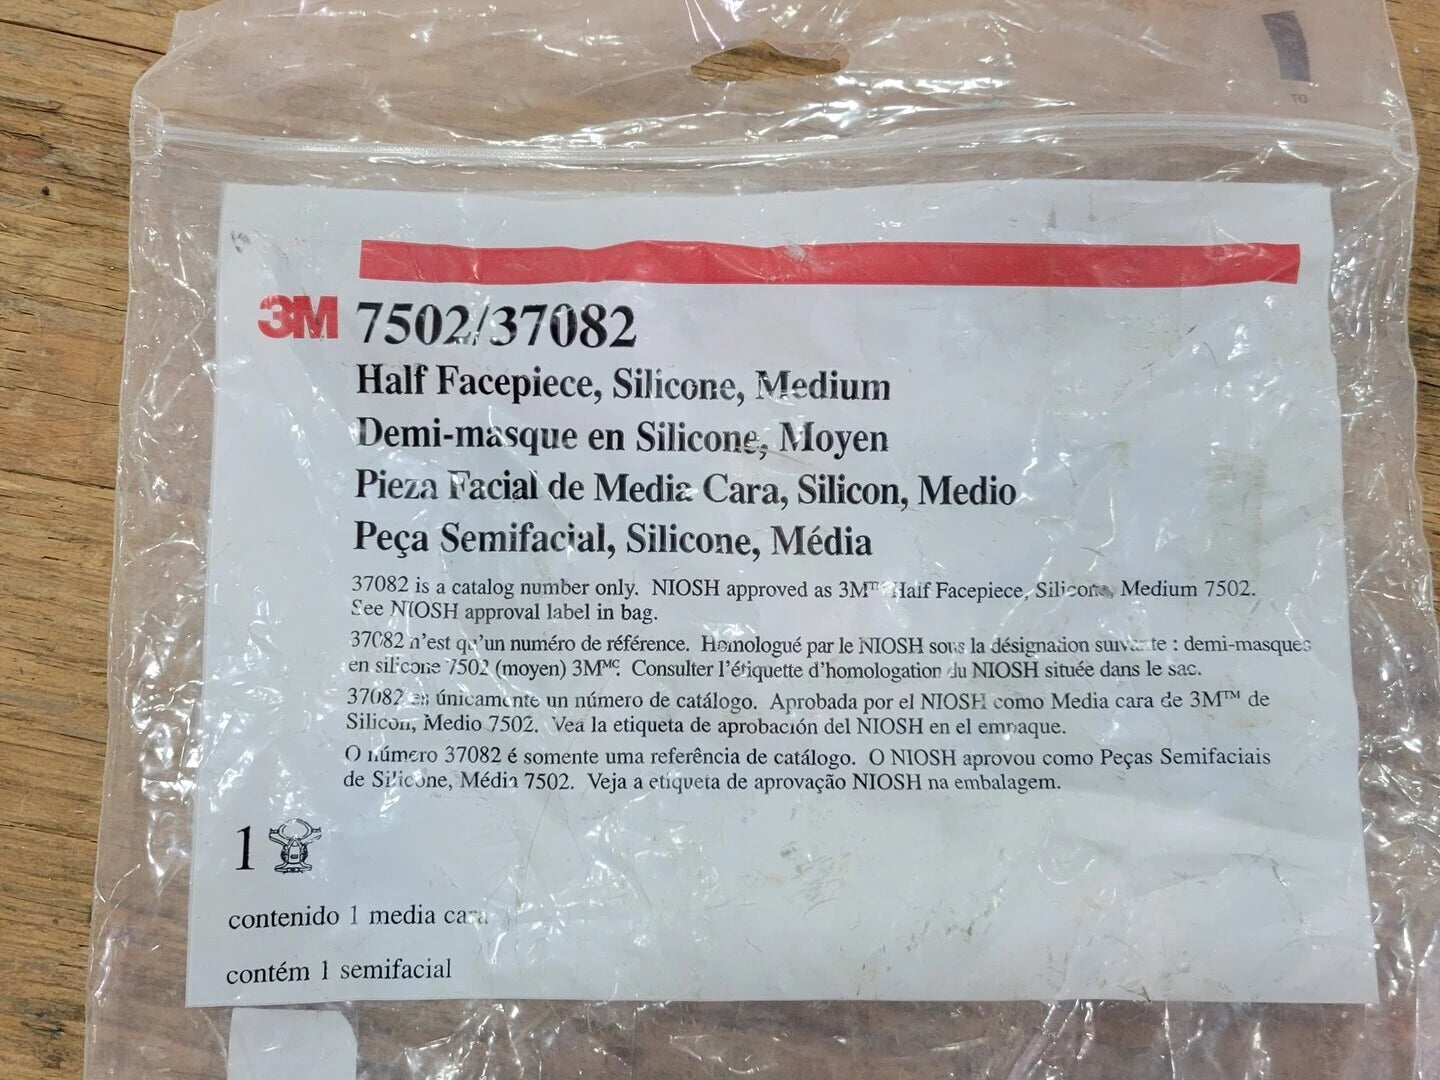 3M 7502/37082
Half Facepiece, Silicone, Medium
Demi-masque en Silicone, Moyen
Pieza Facial de Media Cara, Silicon, Medio
Peça Semifacial, Silicone, Média
37082 is a catalog number only. NIOSH approved as 3M™ Half Facepiece, Silicone, Medium 7502.
See NIOSH approval label in bag.
37082 n'est qu'un numéro de référence. Homologué par le NIOSH sous la désignation suivante : demi-masques
en silicone 7502 (moyen) 3Mᴹᶜ. Consulter l'étiquette d'homologation du NIOSH située dans le sac.
37082 es únicamente un número de catálogo. Aprobada por el NIOSH como Media cara de 3M™ de
Silicón, Medio 7502. Vea la etiqueta de aprobación del NIOSH en el empaque.
O número 37082 é somente uma referência de catálogo. O NIOSH aprovou como Peças Semifaciais
de Silicone, Média 7502. Veja a etiqueta de aprovação NIOSH na embalagem.
1
contenido 1 media cara
contém 1 semifacial